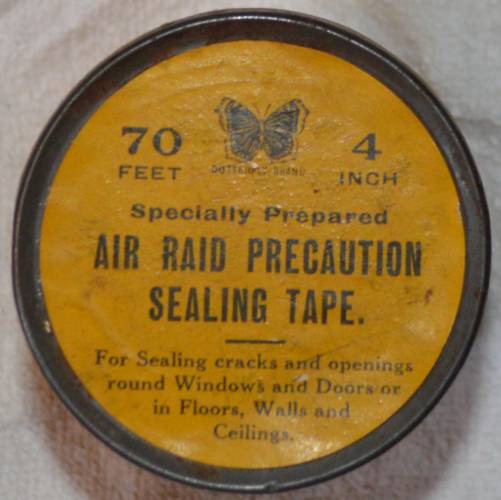 70 FEET
4 INCH
BUTTERFLY BRAND
Specially Prepared
AIR RAID PRECAUTION
SEALING TAPE.
For Sealing cracks and openings
round Windows and Doors or
in Floors, Walls and
Ceilings.